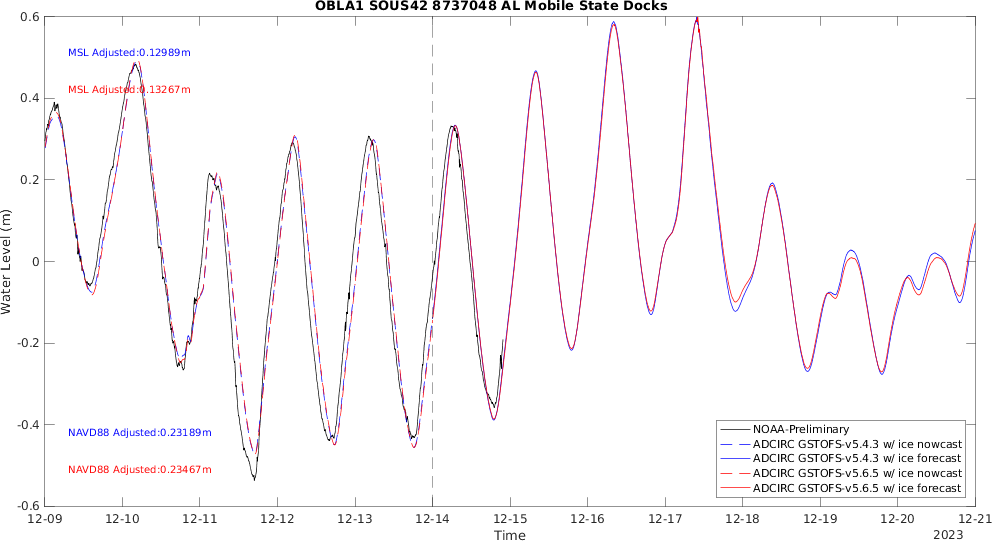 OBLA1 SOUS42 8737048 AL Mobile State Docks
Water Level (m)
0.6
0.4
0.2
0
-0.2
-0.4
-0.6
MSL Adjusted:0.12989m
MSL Adjusted:0.13267m
NAVD88 Adjusted:0.23189m
NAVD88 Adjusted:0.23467m
NOAA-Preliminary
ADCIRC GSTOFS-v5.4.3 w/ ice nowcast
ADCIRC GSTOFS-v5.4.3 w/ ice forecast
ADCIRC GSTOFS-v5.6.5 w/ ice nowcast
ADCIRC GSTOFS-v5.6.5 w/ ice forecast
12-09 12-10 12-11 12-12 12-13 12-14 12-15 12-16 12-17 12-18 12-19 12-20 12-21
Time
2023